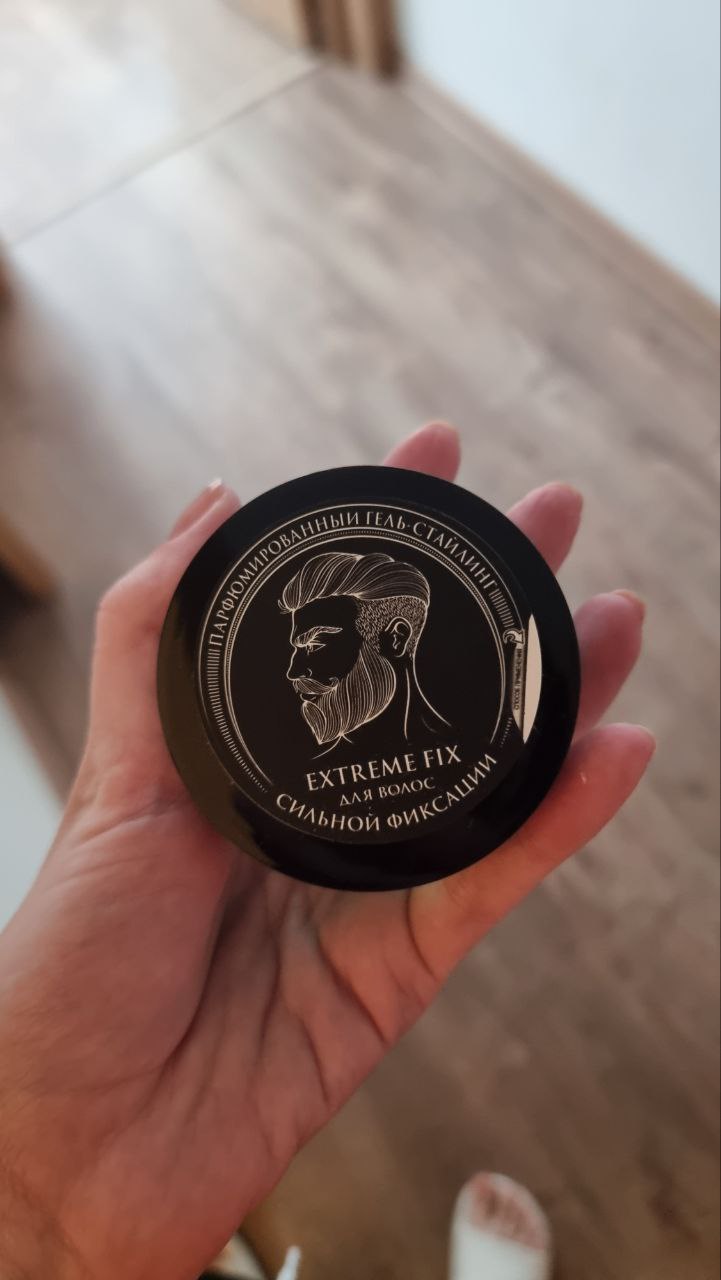 ПАРФЮМИРОВАННЫЙ ГЕЛЬ-СТАЙЛИНГ
EXTREME FIX
ДЛЯ ВОЛОС
СИЛЬНОЙ ФИКСАЦИИ